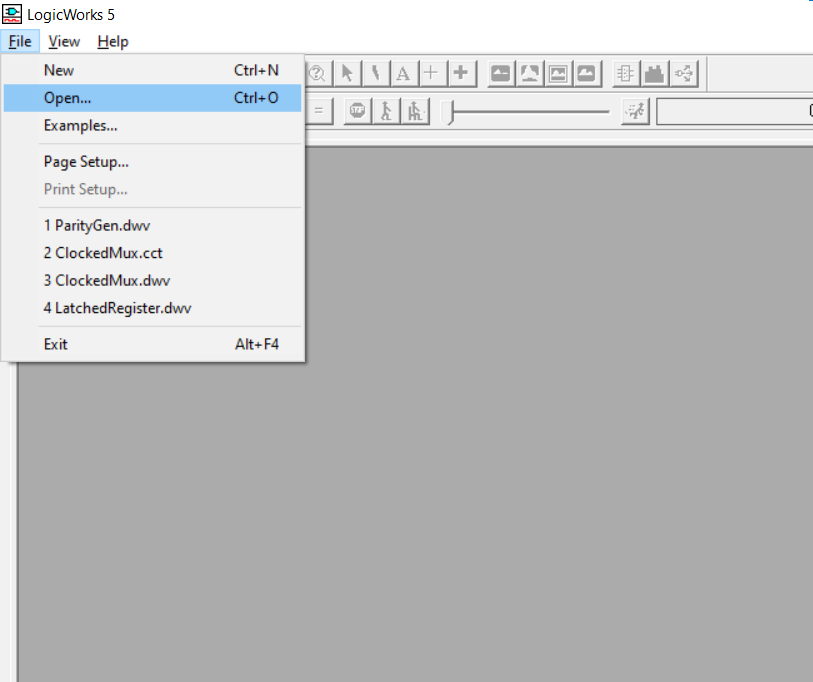 LogicWorks 5
File View Help
New Ctrl+N
Open... Ctrl+O
Examples...
Page Setup...
Print Setup...
1 ParityGen.dwv
2 ClockedMux.cct
3 ClockedMux.dwv
4 LatchedRegister.dwv
Exit Alt+F4